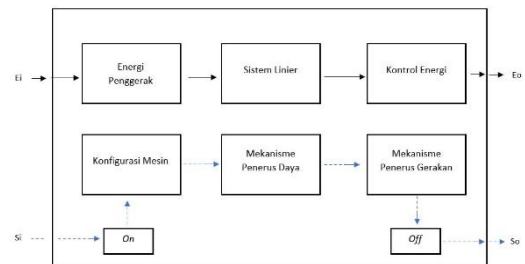 Energi
Penggerak
Sistem Linier
Kontrol Energi
Ei
Eo
Konfigurasi Mesin
Mekanisme
Penerus Daya
Mekanisme
Penerus Gerakan
Si
On
Off
So